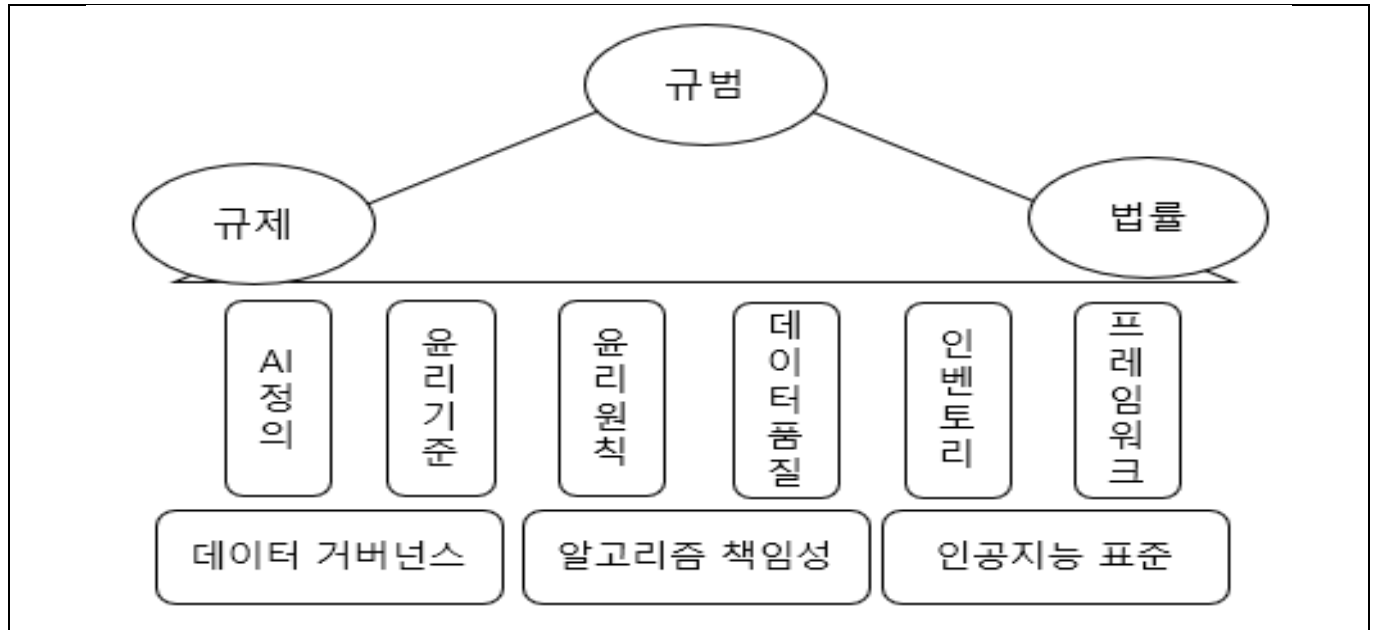 규범
규제
법률
AI
정
의
윤
리
기
준
윤
리
원
칙
데
이
터
품
질
인
벤
토
리
프
레
임
워
크
데이터 거버넌스
알고리즘 책임성
인공지능 표준